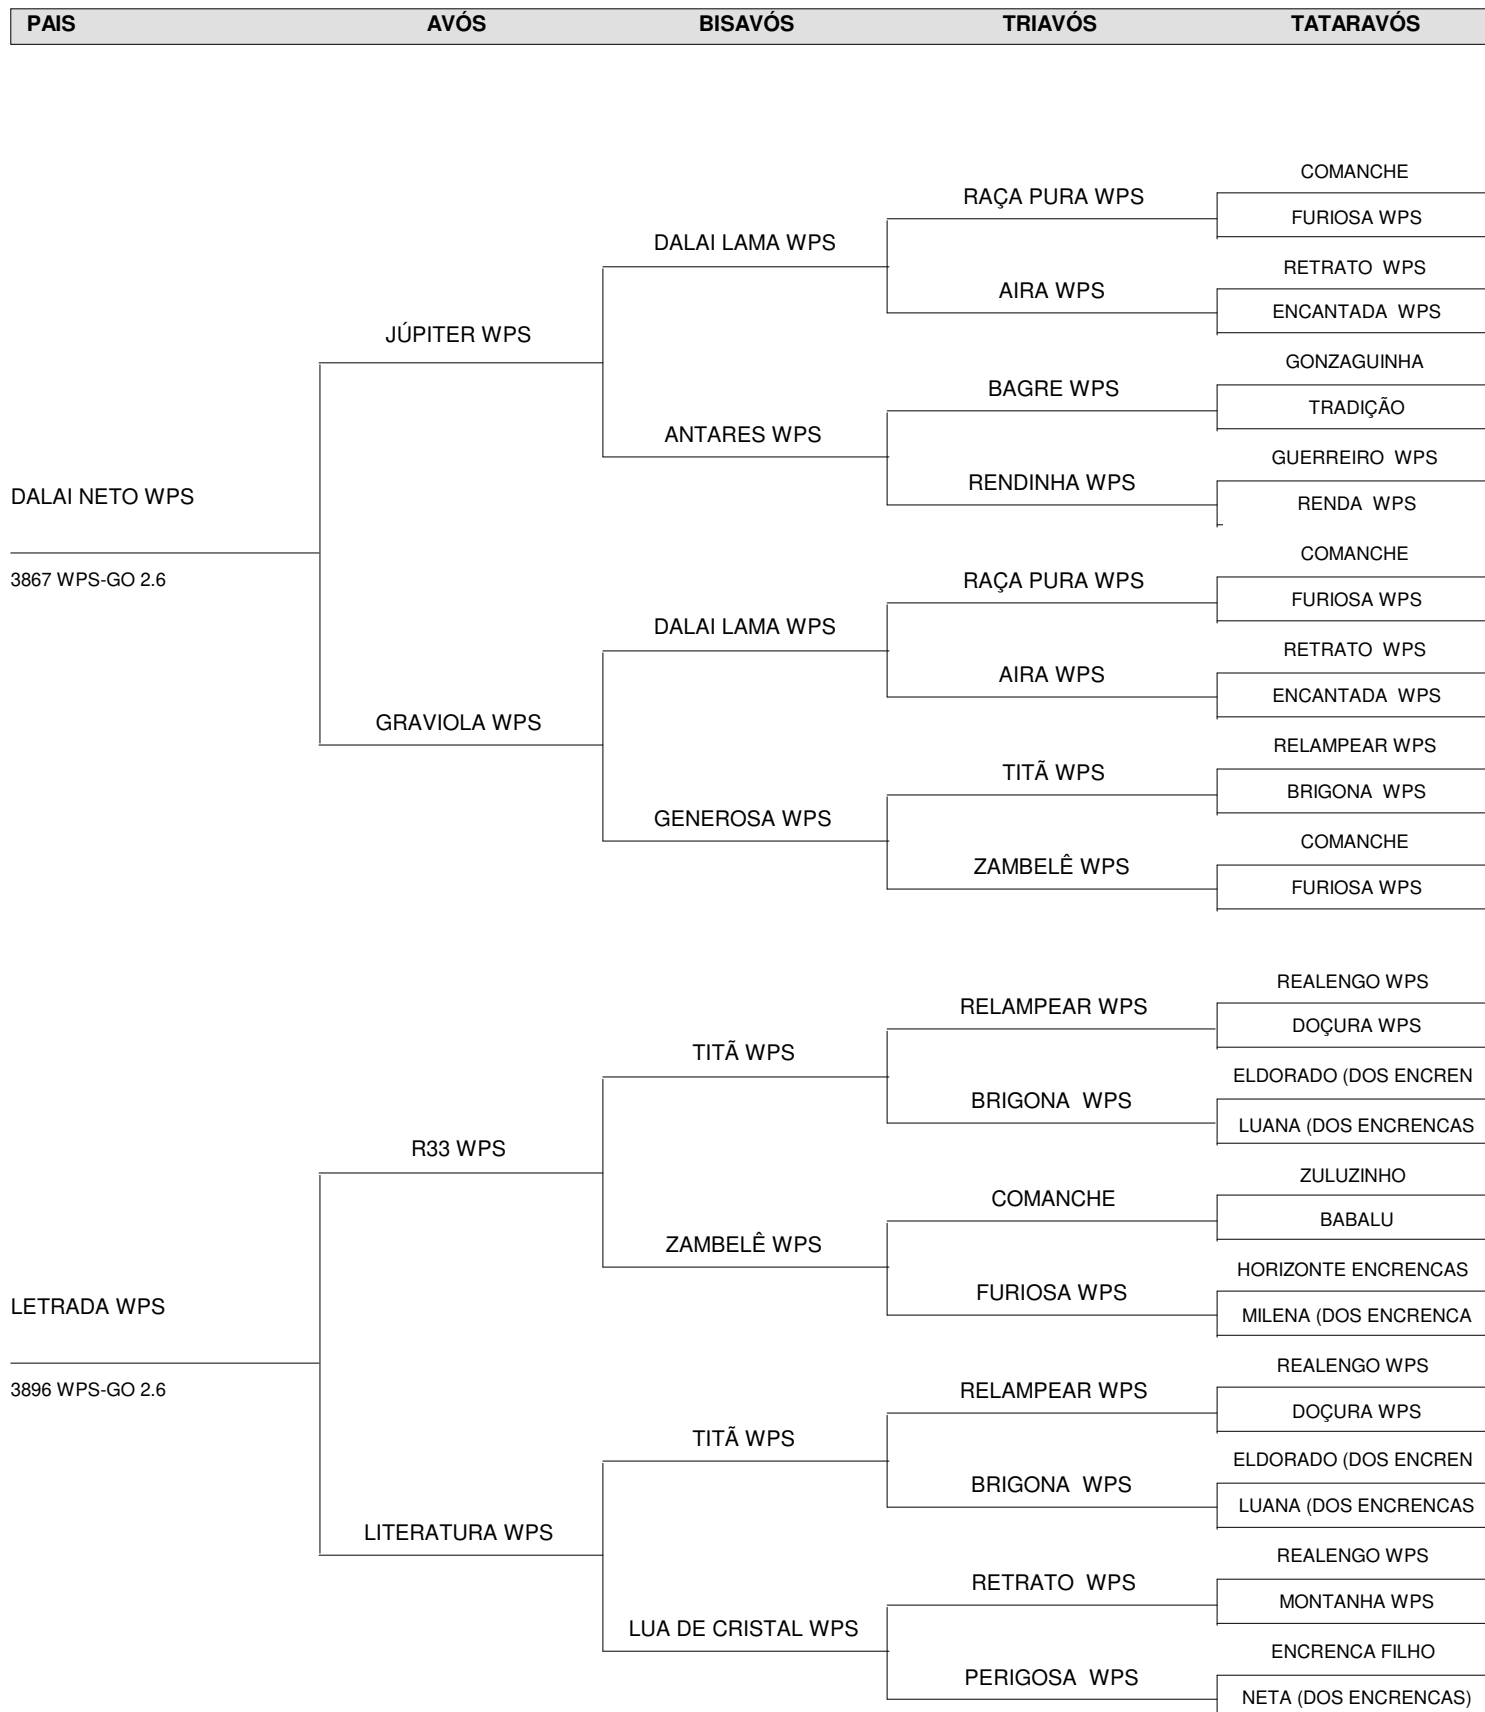 PAIS AVÓS BISAVÓS TRIAVÓS TATARAVÓS
COMANCHE
RAÇA PURA WPS
FURIOSA WPS
DALAI LAMA WPS
RETRATO WPS
AIRA WPS
ENCANTADA WPS
JÚPITER WPS
GONZAGUINHA
BAGRE WPS
TRADIÇÃO
ANTARES WPS
GUERREIRO WPS
RENDINHA WPS
DALAI NETO WPS
RENDA WPS
COMANCHE
3867 WPS-GO 2.6
RAÇA PURA WPS
FURIOSA WPS
DALAI LAMA WPS
RETRATO WPS
AIRA WPS
ENCANTADA WPS
GRAVIOLA WPS
RELAMPEAR WPS
TITÃ WPS
BRIGONA WPS
GENEROSA WPS
COMANCHE
ZAMBELÊ WPS
FURIOSA WPS
REALENGO WPS
RELAMPEAR WPS
DOÇURA WPS
TITÃ WPS
ELDORADO (DOS ENCREN
BRIGONA WPS
LUANA (DOS ENCRENCAS
R33 WPS
ZULUZINHO
COMANCHE
BABALU
ZAMBELÊ WPS
HORIZONTE ENCRENCAS
FURIOSA WPS
LETRADA WPS
MILENA (DOS ENCRENCA
REALENGO WPS
3896 WPS-GO 2.6
RELAMPEAR WPS
DOÇURA WPS
TITÃ WPS
ELDORADO (DOS ENCREN
BRIGONA WPS
LUANA (DOS ENCRENCAS
LITERATURA WPS
REALENGO WPS
RETRATO WPS
MONTANHA WPS
LUA DE CRISTAL WPS
ENCRENCA FILHO
PERIGOSA WPS
NETA (DOS ENCRENCAS)